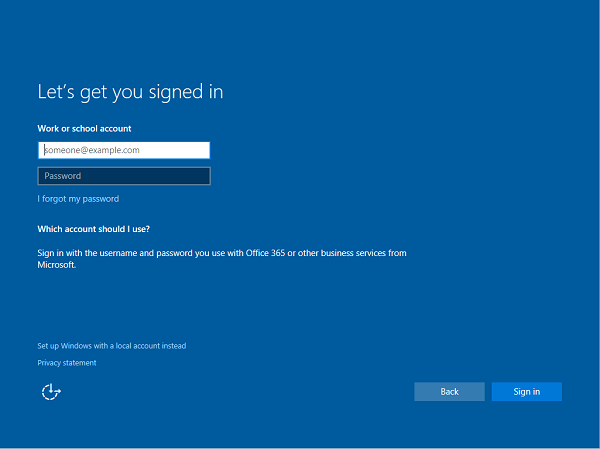 Let's get you signed in
Work or school account
someone@example.com
Password
I forgot my password
Which account should I use?
Sign in with the username and password you use with Office 365 or other business services from
Microsoft.
Set up Windows with a local account instead
Privacy statement
Back
Sign in